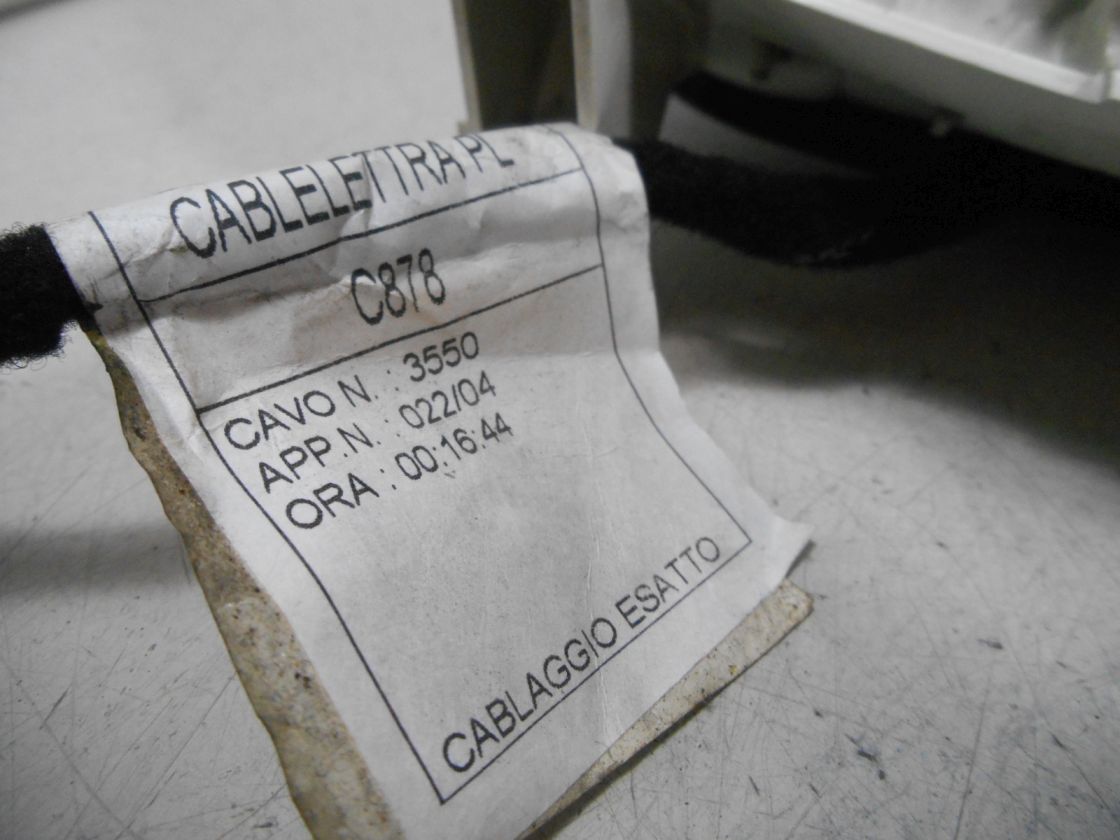 CABLELETTRA PL
C878
CAVO N. : 3550
APP.N. : 022/04
ORA : 00:16:44
CABLAGGIO ESATTO